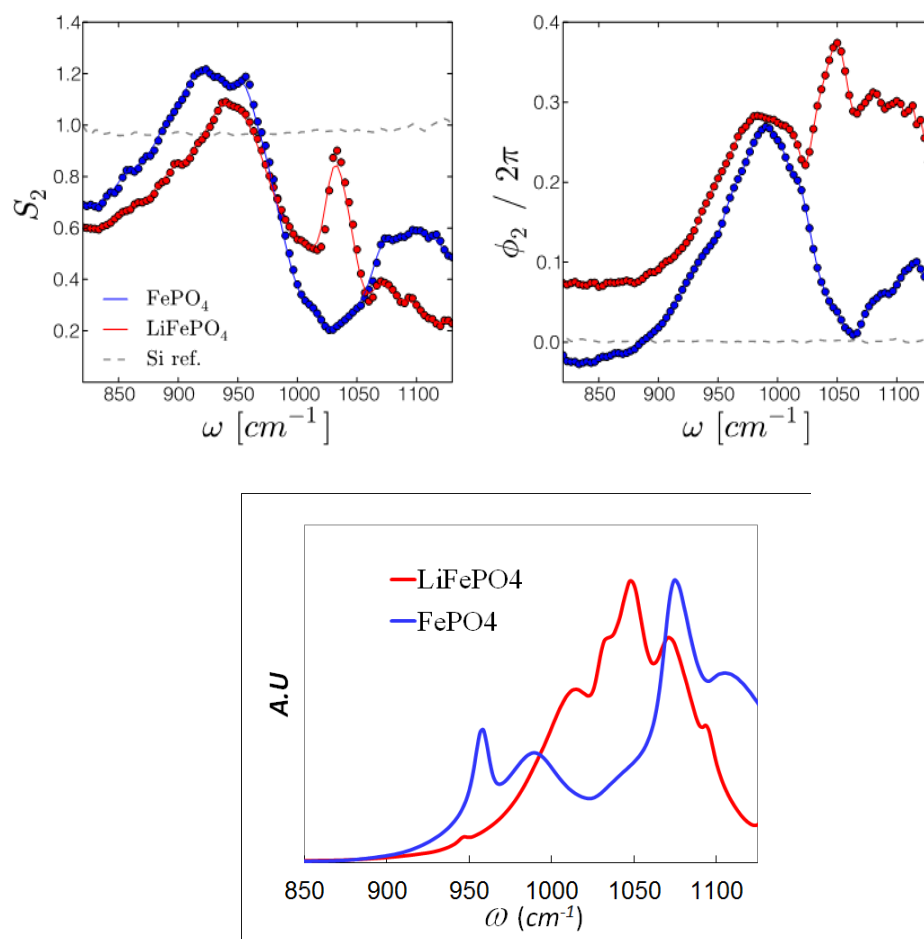 1.4
1.2
1.0
0.8
0.6
0.4
0.2
S₂
FePO₄
LiFePO₄
Si ref.
850 900 950 1000 1050 1100
ω [cm⁻¹]
0.4
0.3
0.2
0.1
0.0
ϕ₂ / 2π
850 900 950 1000 1050 1100
ω [cm⁻¹]
LiFePO4
FePO4
A.U
850 900 950 1000 1050 1100
ω (cm⁻¹)